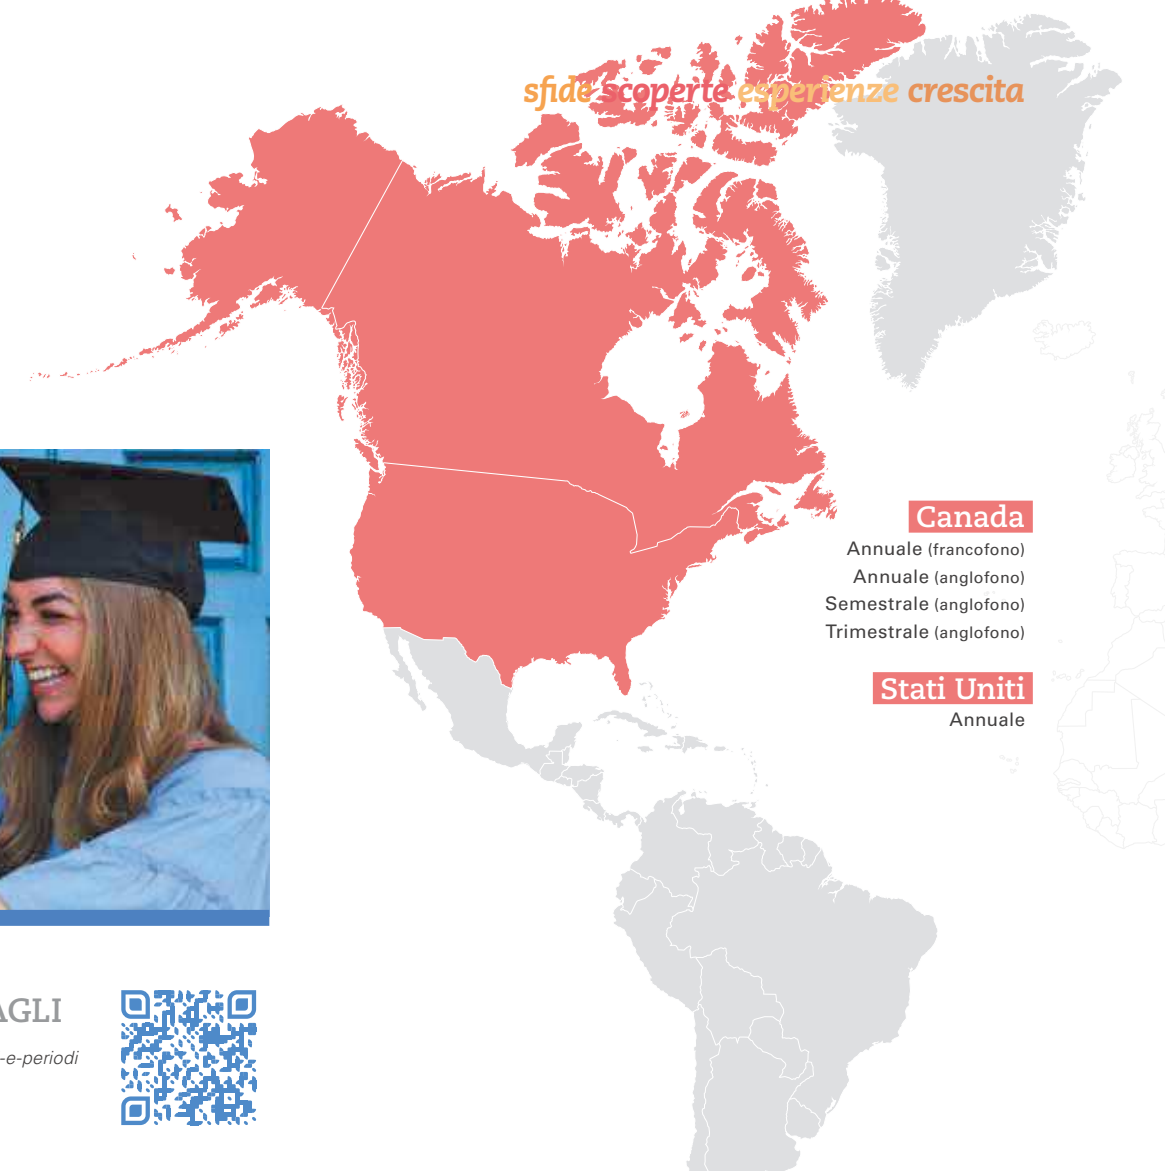 sfide scoperte esperienze crescita
Canada
Annuale (francofono)
Annuale (anglofono)
Semestrale (anglofono)
Trimestrale (anglofono)
Stati Uniti
Annuale
AGLI
-e-periodi